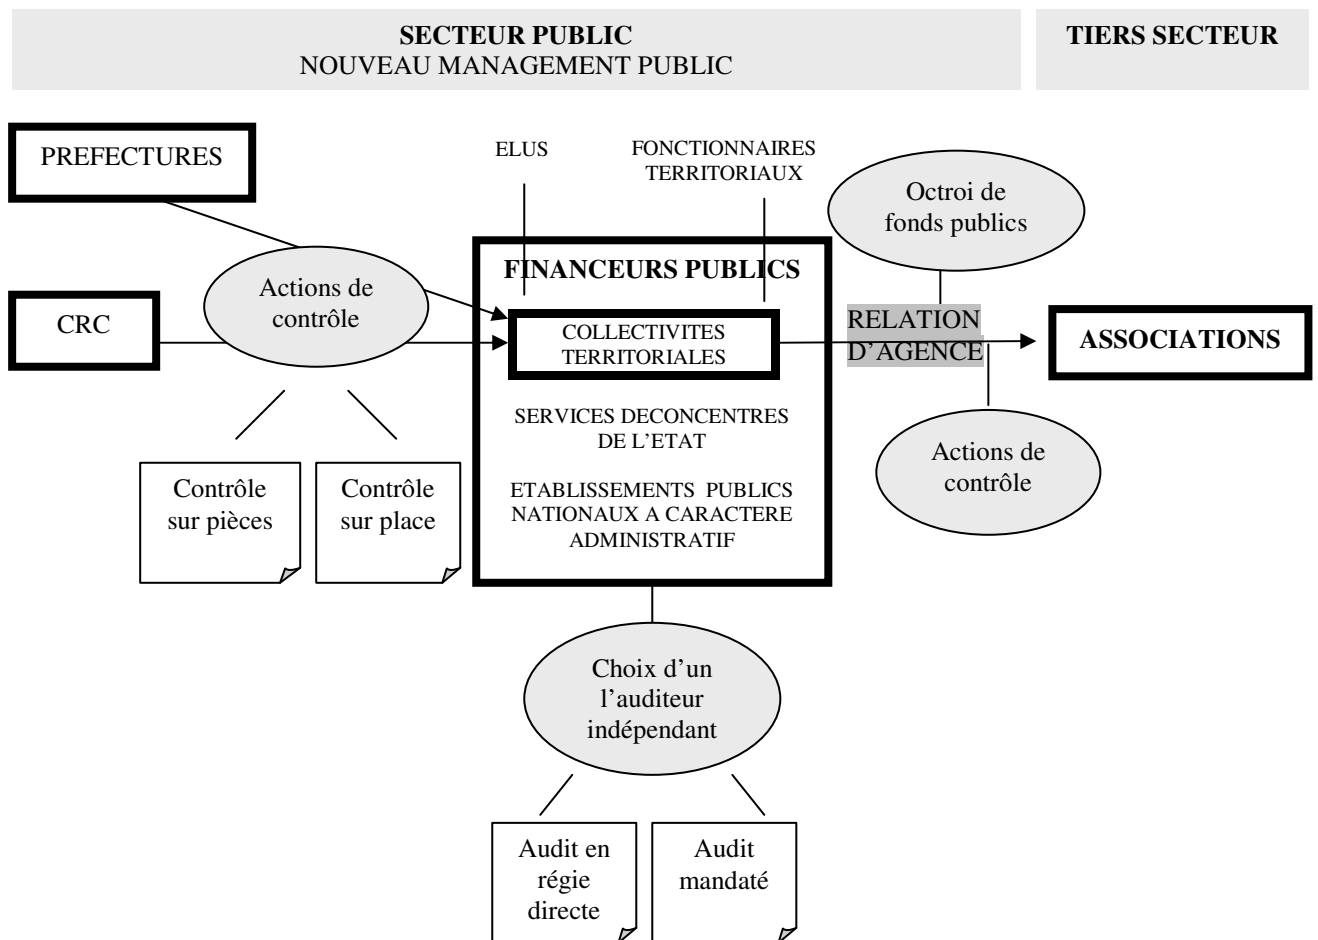 SECTEUR PUBLIC
NOUVEAU MANAGEMENT PUBLIC
TIERS SECTEUR
PREFECTURES
ELUS
FONCTIONNAIRES
TERRITORIAUX
Octroi de
fonds publics
FINANCEURS PUBLICS
Actions de
contrôle
CRC
COLLECTIVITES
TERRITORIALES
RELATION
D’AGENCE
ASSOCIATIONS
SERVICES DECONCENTRES
DE L’ETAT
ETABLISSEMENTS PUBLICS
NATIONAUX A CARACTERE
ADMINISTRATIF
Actions de
contrôle
Contrôle
sur pièces
Contrôle
sur place
Choix d’un
l’auditeur
indépendant
Audit en
régie
directe
Audit
mandaté